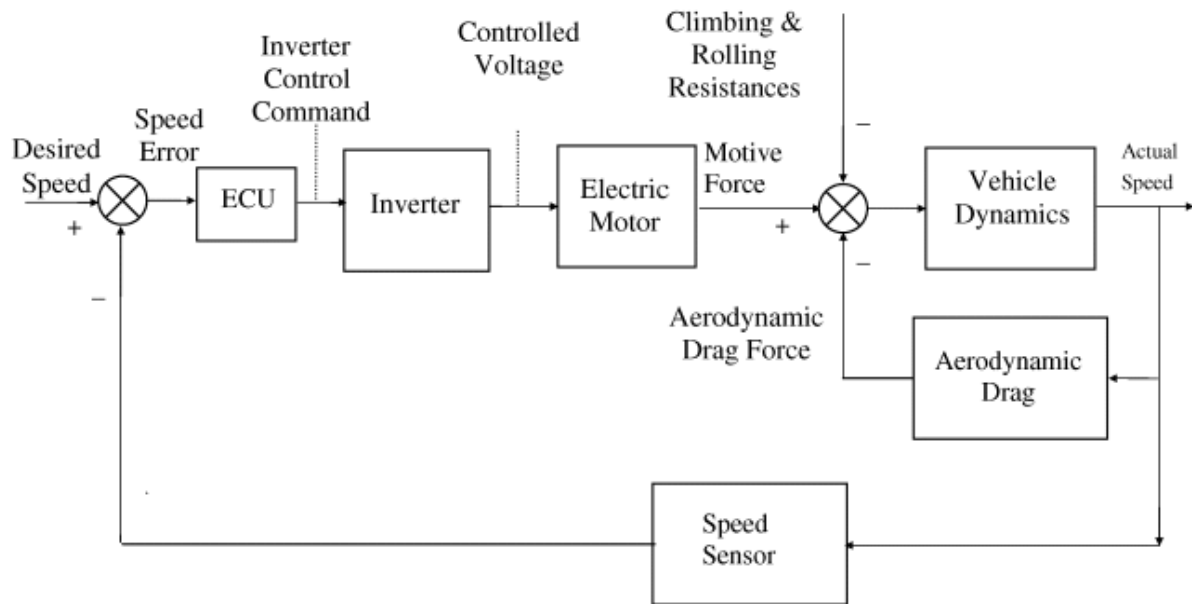 Climbing &
Rolling
Resistances
Controlled
Voltage
Inverter
Control
Command
Speed
Error
Desired
Speed
+
−
ECU
Inverter
Electric
Motor
Motive
Force
+
−
−
Vehicle
Dynamics
Actual
Speed
Aerodynamic
Drag Force
Aerodynamic
Drag
Speed
Sensor